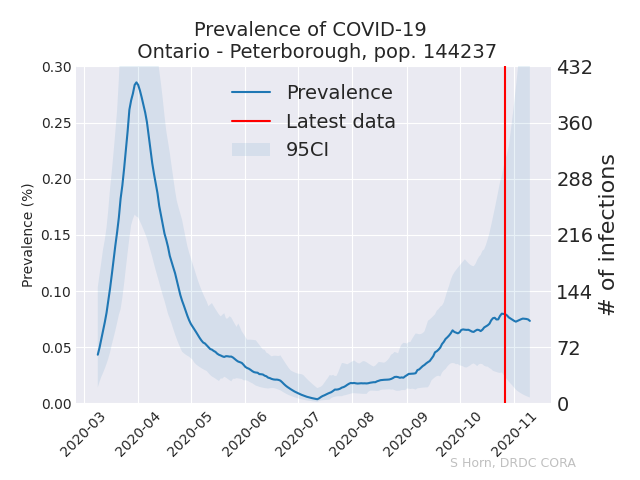 Prevalence of COVID-19
Ontario - Peterborough, pop. 144237
Prevalence
Latest data
95CI
Prevalence (%)
0.30
0.25
0.20
0.15
0.10
0.05
0.00
432
360
288
216
144
72
0
# of infections
2020-03
2020-04
2020-05
2020-06
2020-07
2020-08
2020-09
2020-10
2020-11
S Horn, DRDC CORA